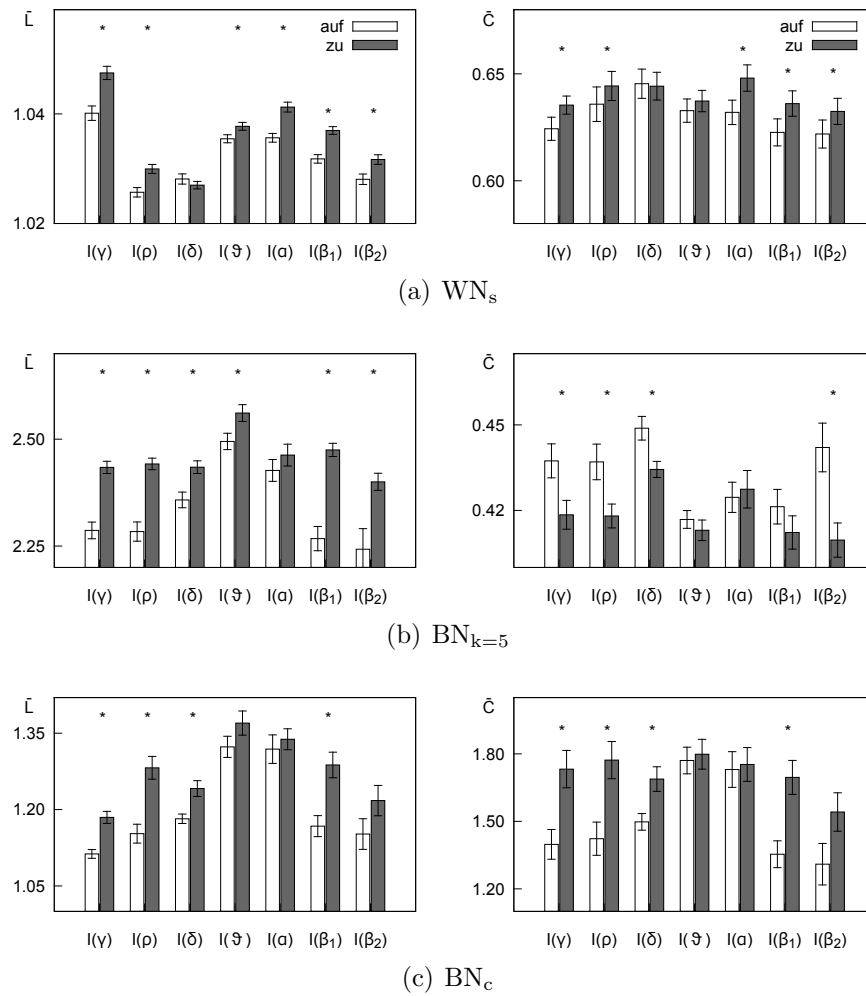 L̄
auf
zu
* * * * * *
1.04
1.02
I(γ) I(ρ) I(δ) I(ϑ) I(α) I(β₁) I(β₂)
C̄
auf
zu
* * * * *
0.65
0.60
I(γ) I(ρ) I(δ) I(ϑ) I(α) I(β₁) I(β₂)
(a) WNₛ
L̄
* * * * * *
2.50
2.25
I(γ) I(ρ) I(δ) I(ϑ) I(α) I(β₁) I(β₂)
C̄
* * * *
0.45
0.42
I(γ) I(ρ) I(δ) I(ϑ) I(α) I(β₁) I(β₂)
(b) BNₖ₌₅
L̄
* * * *
1.35
1.20
1.05
I(γ) I(ρ) I(δ) I(ϑ) I(α) I(β₁) I(β₂)
C̄
* * * *
1.80
1.50
1.20
I(γ) I(ρ) I(δ) I(ϑ) I(α) I(β₁) I(β₂)
(c) BN_c